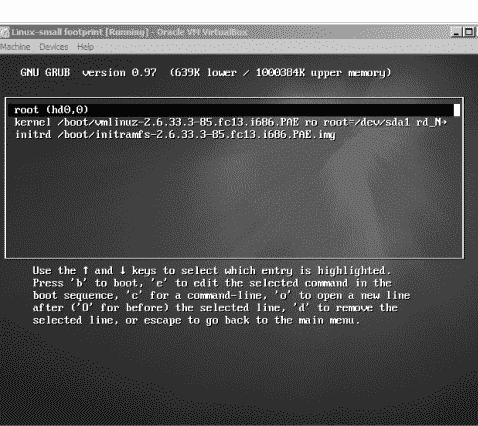 Linux-small footprint [Running] - Oracle VM VirtualBox
Machine Devices Help
GNU GRUB version 0.97 (639K lower / 1000384K upper memory)
root (hd0,0)
kernel /boot/vmlinuz-2.6.33.3-85.fc13.i686.PAE ro root=/dev/sda1 rd_N→
initrd /boot/initramfs-2.6.33.3-85.fc13.i686.PAE.img
Use the ↑ and ↓ keys to select which entry is highlighted.
Press 'b' to boot, 'e' to edit the selected command in the
boot sequence, 'c' for a command-line, 'o' to open a new line
after ('O' for before) the selected line, 'd' to remove the
selected line, or escape to go back to the main menu.